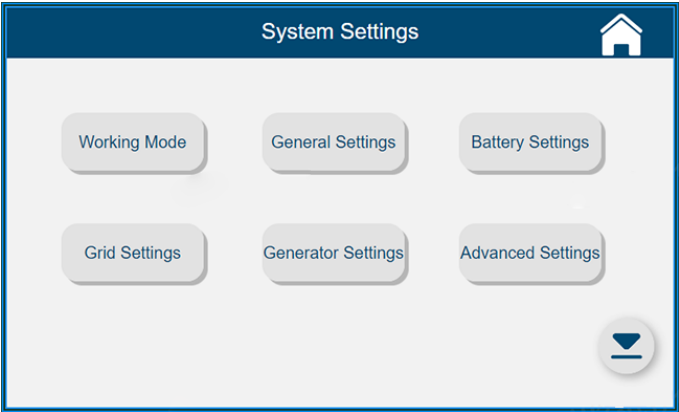 System Settings
Working Mode
General Settings
Battery Settings
Grid Settings
Generator Settings
Advanced Settings